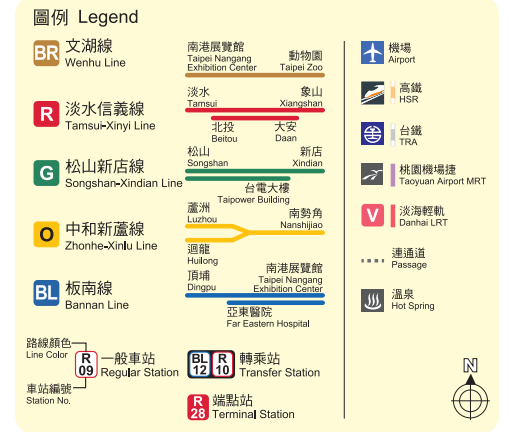 圖例 Legend
BR 文湖線
Wenhu Line
南港展覽館
Taipei Nangang
Exhibition Center
動物園
Taipei Zoo
R 淡水信義線
Tamsui-Xinyi Line
淡水
Tamsui
象山
Xiangshan
北投
Beitou
大安
Daan
G 松山新店線
Songshan-Xindian Line
松山
Songshan
新店
Xindian
台電大樓
Taipower Building
O 中和新蘆線
Zhonhe-Xinlu Line
蘆洲
Luzhou
南勢角
Nanshijiao
迴龍
Huilong
BL 板南線
Bannan Line
頂埔
Dingpu
南港展覽館
Taipei Nangang
Exhibition Center
亞東醫院
Far Eastern Hospital
路線顏色
Line Color
車站編號
Station No.
R
09
一般車站
Regular Station
BL
12
R
10
轉乘站
Transfer Station
R
28
端點站
Terminal Station
機場
Airport
高鐵
HSR
台鐵
TRA
桃園機場捷
Taoyuan Airport MRT
V 淡海輕軌
Danhai LRT
連通道
Passage
溫泉
Hot Spring
N